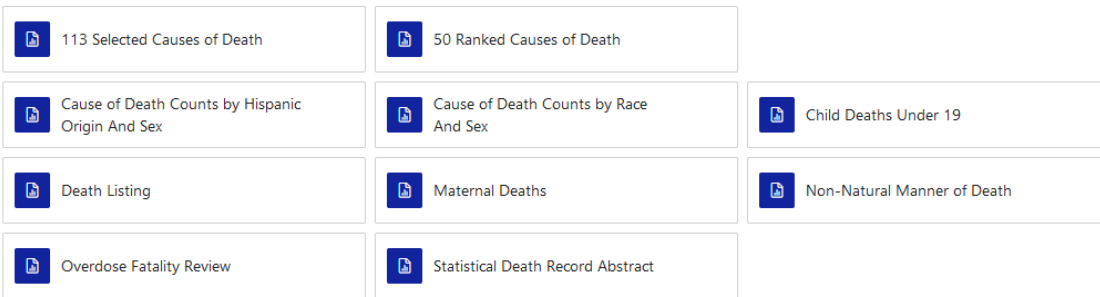 113 Selected Causes of Death
50 Ranked Causes of Death
Cause of Death Counts by Hispanic
Origin And Sex
Cause of Death Counts by Race
And Sex
Child Deaths Under 19
Death Listing
Maternal Deaths
Non-Natural Manner of Death
Overdose Fatality Review
Statistical Death Record Abstract